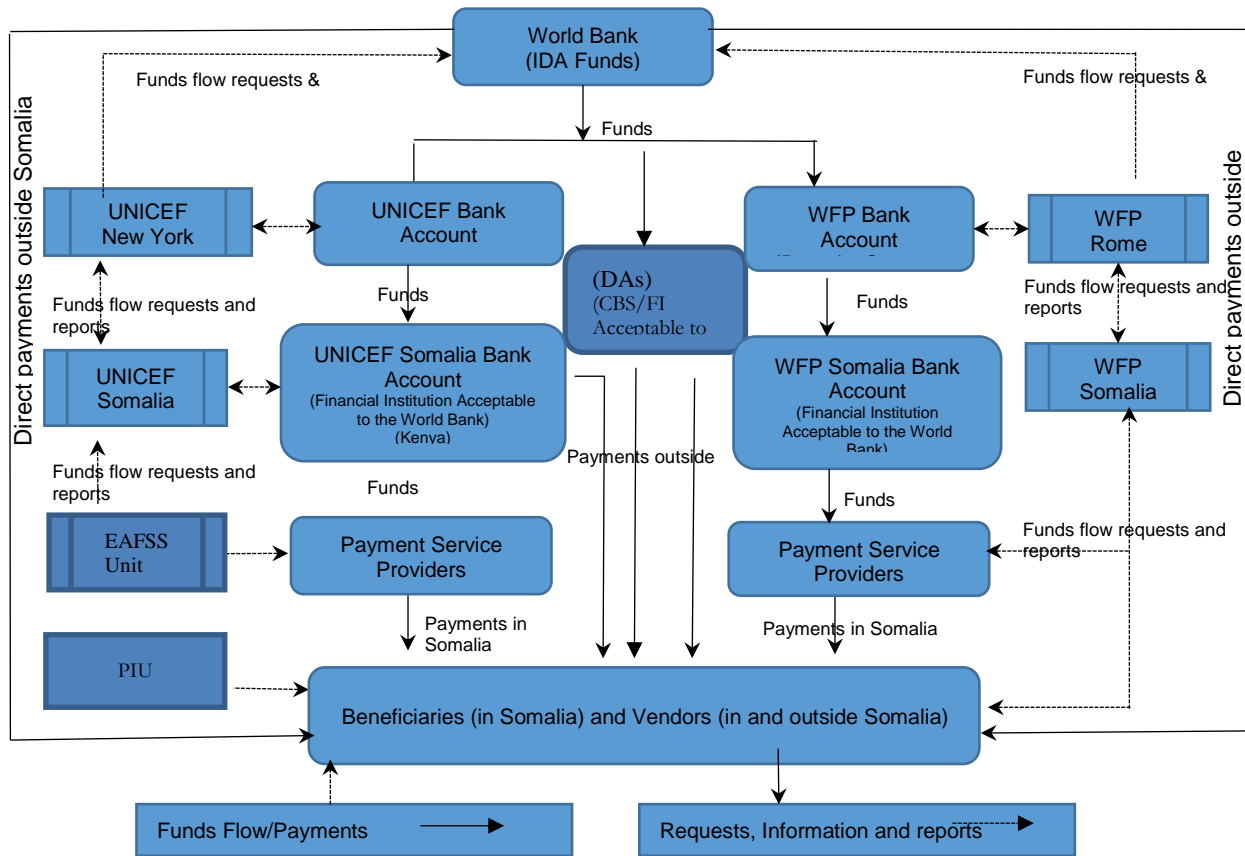 World Bank
(IDA Funds)
Funds flow requests &
Funds flow requests &
Funds
Direct payments outside Somalia
Direct payments outside
UNICEF
New York
UNICEF Bank
Account
WFP Bank
Account
WFP
Rome
(DAs)
(CBS/FI
Acceptable to
Funds flow requests and
reports
Funds
Funds
Funds flow requests and
reports
UNICEF
Somalia
UNICEF Somalia Bank
Account
(Financial Institution Acceptable
to the World Bank)
(Kenya)
WFP Somalia Bank
Account
(Financial Institution
Acceptable to the World
Bank)
WFP
Somalia
Funds flow requests and
reports
Payments outside
Funds
Funds
EAFSS
Unit
Payment Service
Providers
Payment Service
Providers
Funds flow requests and
reports
Payments in
Somalia
Payments in Somalia
PIU
Beneficiaries (in Somalia) and Vendors (in and outside Somalia)
Funds Flow/Payments
Requests, Information and reports